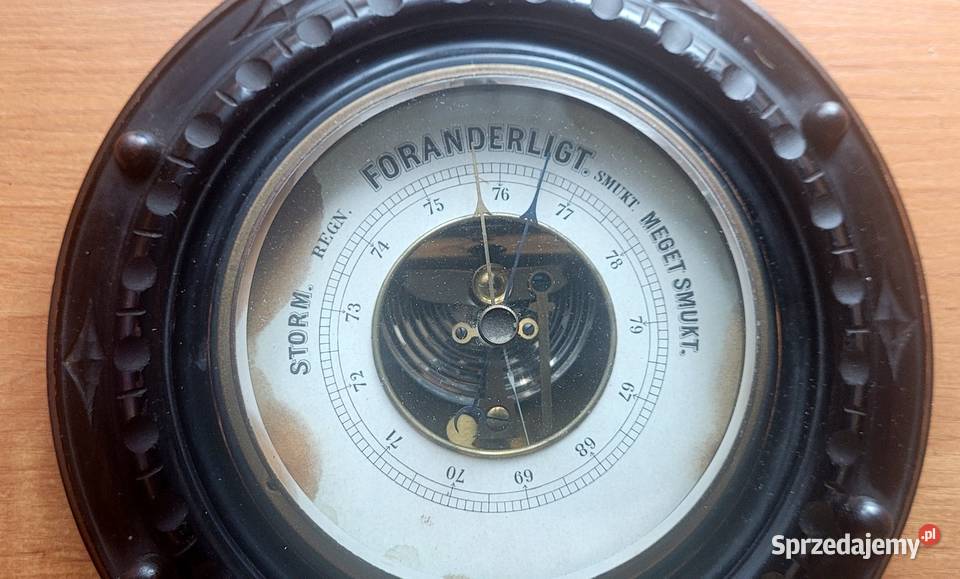 STORM.
REGN.
FORANDERLIGT.
SMUKT.
MEGET SMUKT.
71
72
73
74
75
76
77
78
79
67
68
69
70
Sprzedajemy.pl